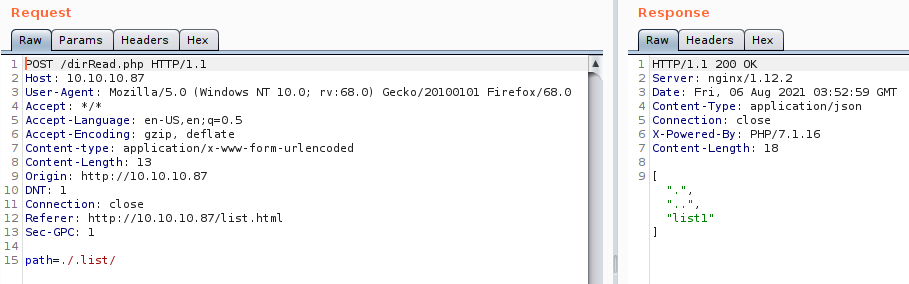 Request
Raw Params Headers Hex
1 POST /dirRead.php HTTP/1.1
2 Host: 10.10.10.87
3 User-Agent: Mozilla/5.0 (Windows NT 10.0; rv:68.0) Gecko/20100101 Firefox/68.0
4 Accept: */*
5 Accept-Language: en-US,en;q=0.5
6 Accept-Encoding: gzip, deflate
7 Content-type: application/x-www-form-urlencoded
8 Content-Length: 13
9 Origin: http://10.10.10.87
10 DNT: 1
11 Connection: close
12 Referer: http://10.10.10.87/list.html
13 Sec-GPC: 1
14
15 path=./.list/
Response
Raw Headers Hex
1 HTTP/1.1 200 OK
2 Server: nginx/1.12.2
3 Date: Fri, 06 Aug 2021 03:52:59 GMT
4 Content-Type: application/json
5 Connection: close
6 X-Powered-By: PHP/7.1.16
7 Content-Length: 18
8
9 [
".",
"..",
"list1"
]